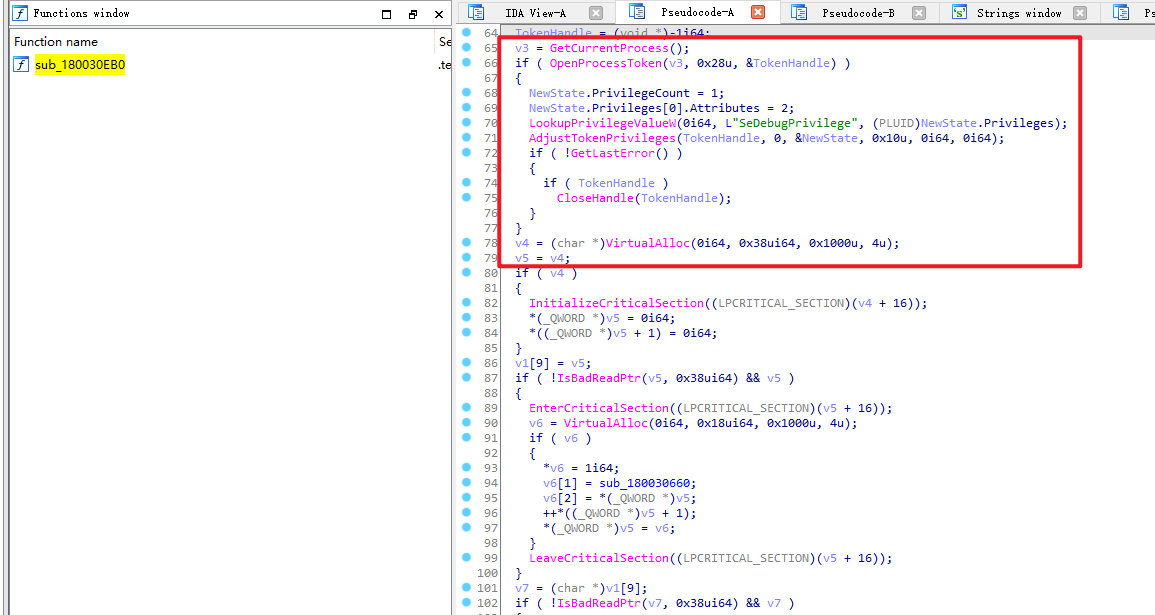 Functions window
Function name
Se
sub_180030EB0
.te
IDA View-A
Pseudocode-A
Pseudocode-B
Strings window
Ps
64 TokenHandle = (void *)-1i64;
65 v3 = GetCurrentProcess();
66 if ( OpenProcessToken(v3, 0x28u, &TokenHandle) )
67 {
68 NewState.PrivilegeCount = 1;
69 NewState.Privileges[0].Attributes = 2;
70 LookupPrivilegeValueW(0i64, L"SeDebugPrivilege", (PLUID)NewState.Privileges);
71 AdjustTokenPrivileges(TokenHandle, 0, &NewState, 0x10u, 0i64, 0i64);
72 if ( !GetLastError() )
73 {
74 if ( TokenHandle )
75 CloseHandle(TokenHandle);
76 }
77 }
78 v4 = (char *)VirtualAlloc(0i64, 0x38ui64, 0x1000u, 4u);
79 v5 = v4;
80 if ( v4 )
81 {
82 InitializeCriticalSection((LPCRITICAL_SECTION)(v4 + 16));
83 *(_QWORD *)v5 = 0i64;
84 *((_QWORD *)v5 + 1) = 0i64;
85 }
86 v1[9] = v5;
87 if ( !IsBadReadPtr(v5, 0x38ui64) && v5 )
88 {
89 EnterCriticalSection((LPCRITICAL_SECTION)(v5 + 16));
90 v6 = VirtualAlloc(0i64, 0x18ui64, 0x1000u, 4u);
91 if ( v6 )
92 {
93 *v6 = 1i64;
94 v6[1] = sub_180030660;
95 v6[2] = *(_QWORD *)v5;
96 ++*((_QWORD *)v5 + 1);
97 *(_QWORD *)v5 = v6;
98 }
99 LeaveCriticalSection((LPCRITICAL_SECTION)(v5 + 16));
100 }
101 v7 = (char *)v1[9];
102 if ( !IsBadReadPtr(v7, 0x38ui64) && v7 )